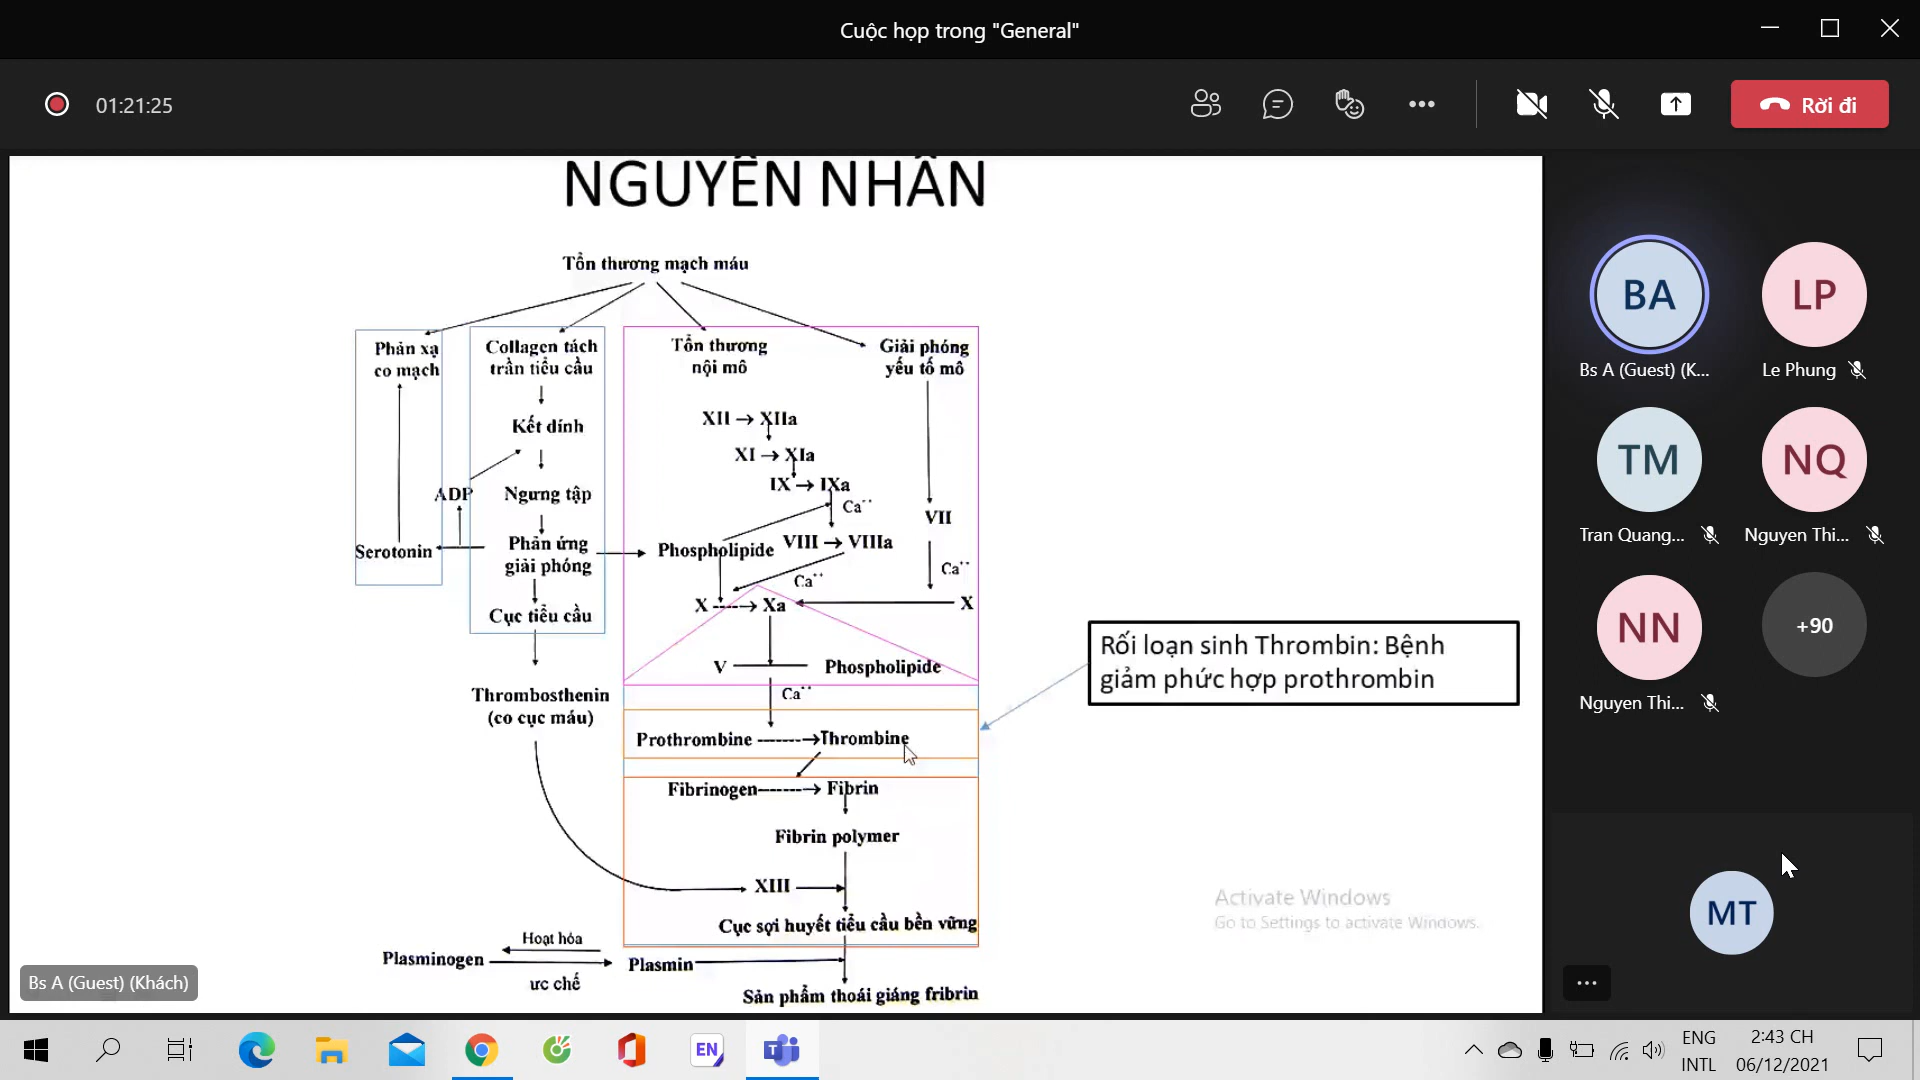 Cuộc họp trong "General"
01:21:25
Rời đi
NGUYÊN NHÂN
Tổn thương mạch máu
Phản xạ
co mạch
Collagen tách
trần tiểu cầu
Tổn thương
nội mô
Giải phóng
yếu tố mô
XII → XIIa
Kết dính
XI → XIa
IX → IXa
ADP
Ngưng tập
Ca++
VII
Serotonin
Phản ứng
giải phóng
Phospholipide
VIII → VIIIa
Ca++
Ca++
Cục tiểu cầu
X ----→ Xa
X
V
Phospholipide
Ca++
Thrombosthenin
(co cục máu)
Prothrombine ------→Thrombine
Fibrinogen------→ Fibrin
Fibrin polymer
XIII
Cục sợi huyết tiểu cầu bền vững
Hoạt hóa
Plasminogen
ức chế
Plasmin
Sản phẩm thoái giáng fribrin
Rối loạn sinh Thrombin: Bệnh
giảm phức hợp prothrombin
Activate Windows
Go to Settings to activate Windows.
Bs A (Guest) (Khách)
BA
LP
Bs A (Guest) (K...
Le Phung
TM
NQ
Tran Quang...
Nguyen Thi...
NN
+90
Nguyen Thi...
MT
EN
T
ENG
INTL
2:43 CH
06/12/2021